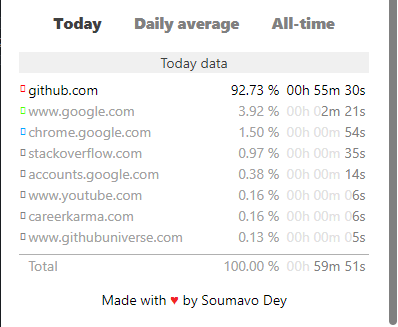 Today Daily average All-time
Today data
github.com 92.73 % 00h 55m 30s
www.google.com 3.92 % 00h 02m 21s
chrome.google.com 1.50 % 00h 00m 54s
stackoverflow.com 0.97 % 00h 00m 35s
accounts.google.com 0.38 % 00h 00m 14s
www.youtube.com 0.16 % 00h 00m 06s
careerkarma.com 0.16 % 00h 00m 06s
www.githubuniverse.com 0.13 % 00h 00m 05s
Total 100.00 % 00h 59m 51s
Made with ♥ by Soumavo Dey